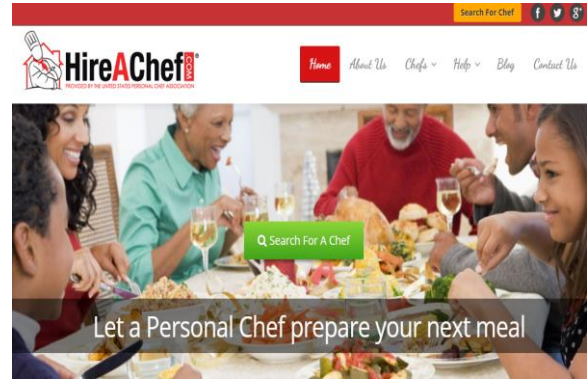 Search For Chef
HireAChef.COM®
PROVIDED BY THE UNITED STATES PERSONAL CHEF ASSOCIATION
Home About Us Chefs Help Blog Contact Us
Search For A Chef
Let a Personal Chef prepare your next meal